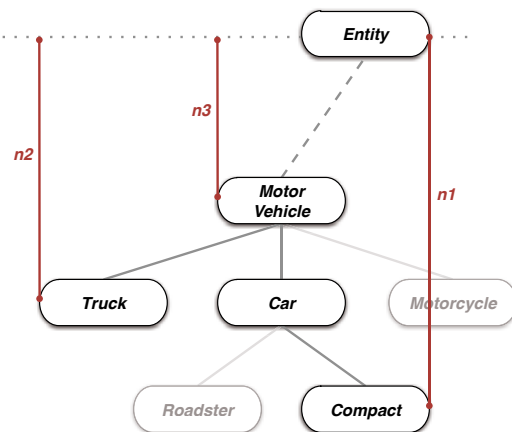 Entity
n3
n2
Motor
Vehicle
n1
Truck
Car
Motorcycle
Roadster
Compact